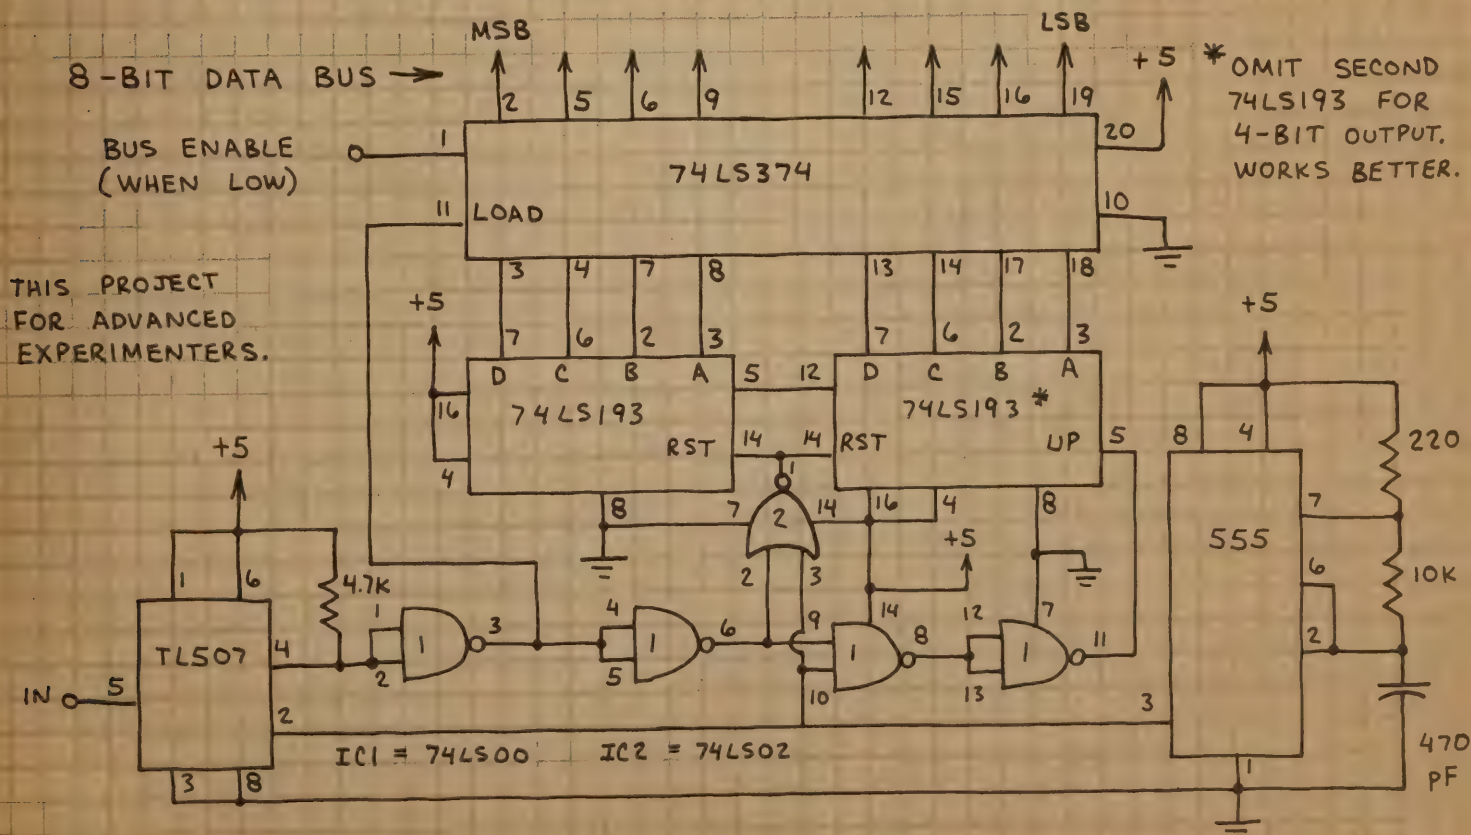 MSB LSB
8-BIT DATA BUS →
2 5 6 9 12 15 16 19
+5
* OMIT SECOND
74LS193 FOR
4-BIT OUTPUT.
WORKS BETTER.
BUS ENABLE
(WHEN LOW)
1
74LS374
20
11 LOAD
10
3 4 7 8 13 14 17 18
THIS PROJECT
FOR ADVANCED
EXPERIMENTERS.
+5
+5
7 6 2 3 7 6 2 3
D C B A 5 12 D C B A
16 74LS193 74LS193 *
RST 14 14 RST UP 5
4
1
8 7 2 14 16 4 8
+5
8 4 220
7
555
6
10K
2
3
470
PF
1
+5
2 3
+5
1 6 4.7K
TL507
4
1 2 1 3
4 5 1 6
9 10 1 14 8
12 13 1 7 11
IN 5
2
3 8
IC1 = 74LS00 IC2 = 74LS02